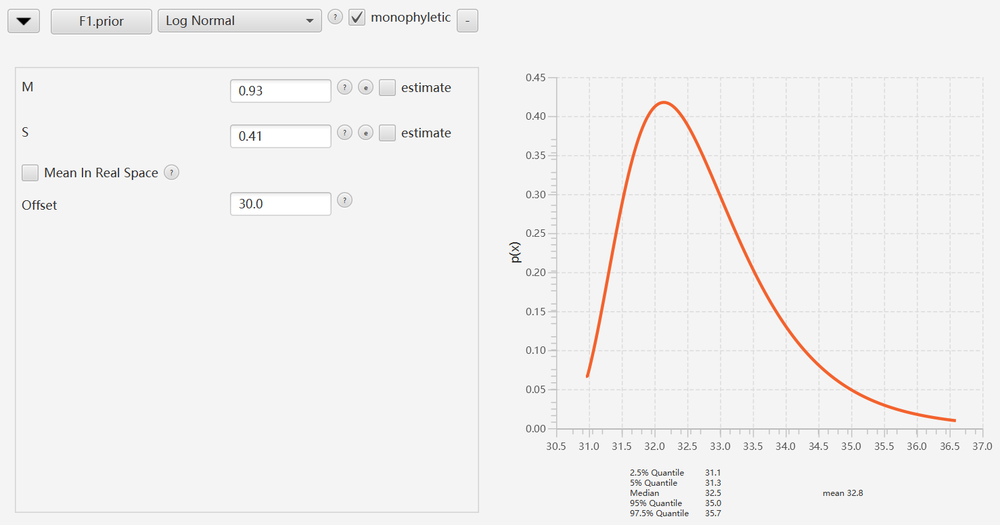 F1.prior
Log Normal
?
monophyletic
-
M
0.93
?
e
estimate
S
0.41
?
e
estimate
Mean In Real Space
?
Offset
30.0
?
p(x)
0.45
0.40
0.35
0.30
0.25
0.20
0.15
0.10
0.05
0.00
30.5 31.0 31.5 32.0 32.5 33.0 33.5 34.0 34.5 35.0 35.5 36.0 36.5 37.0
2.5% Quantile 31.1
5% Quantile 31.3
Median 32.5 mean 32.8
95% Quantile 35.0
97.5% Quantile 35.7